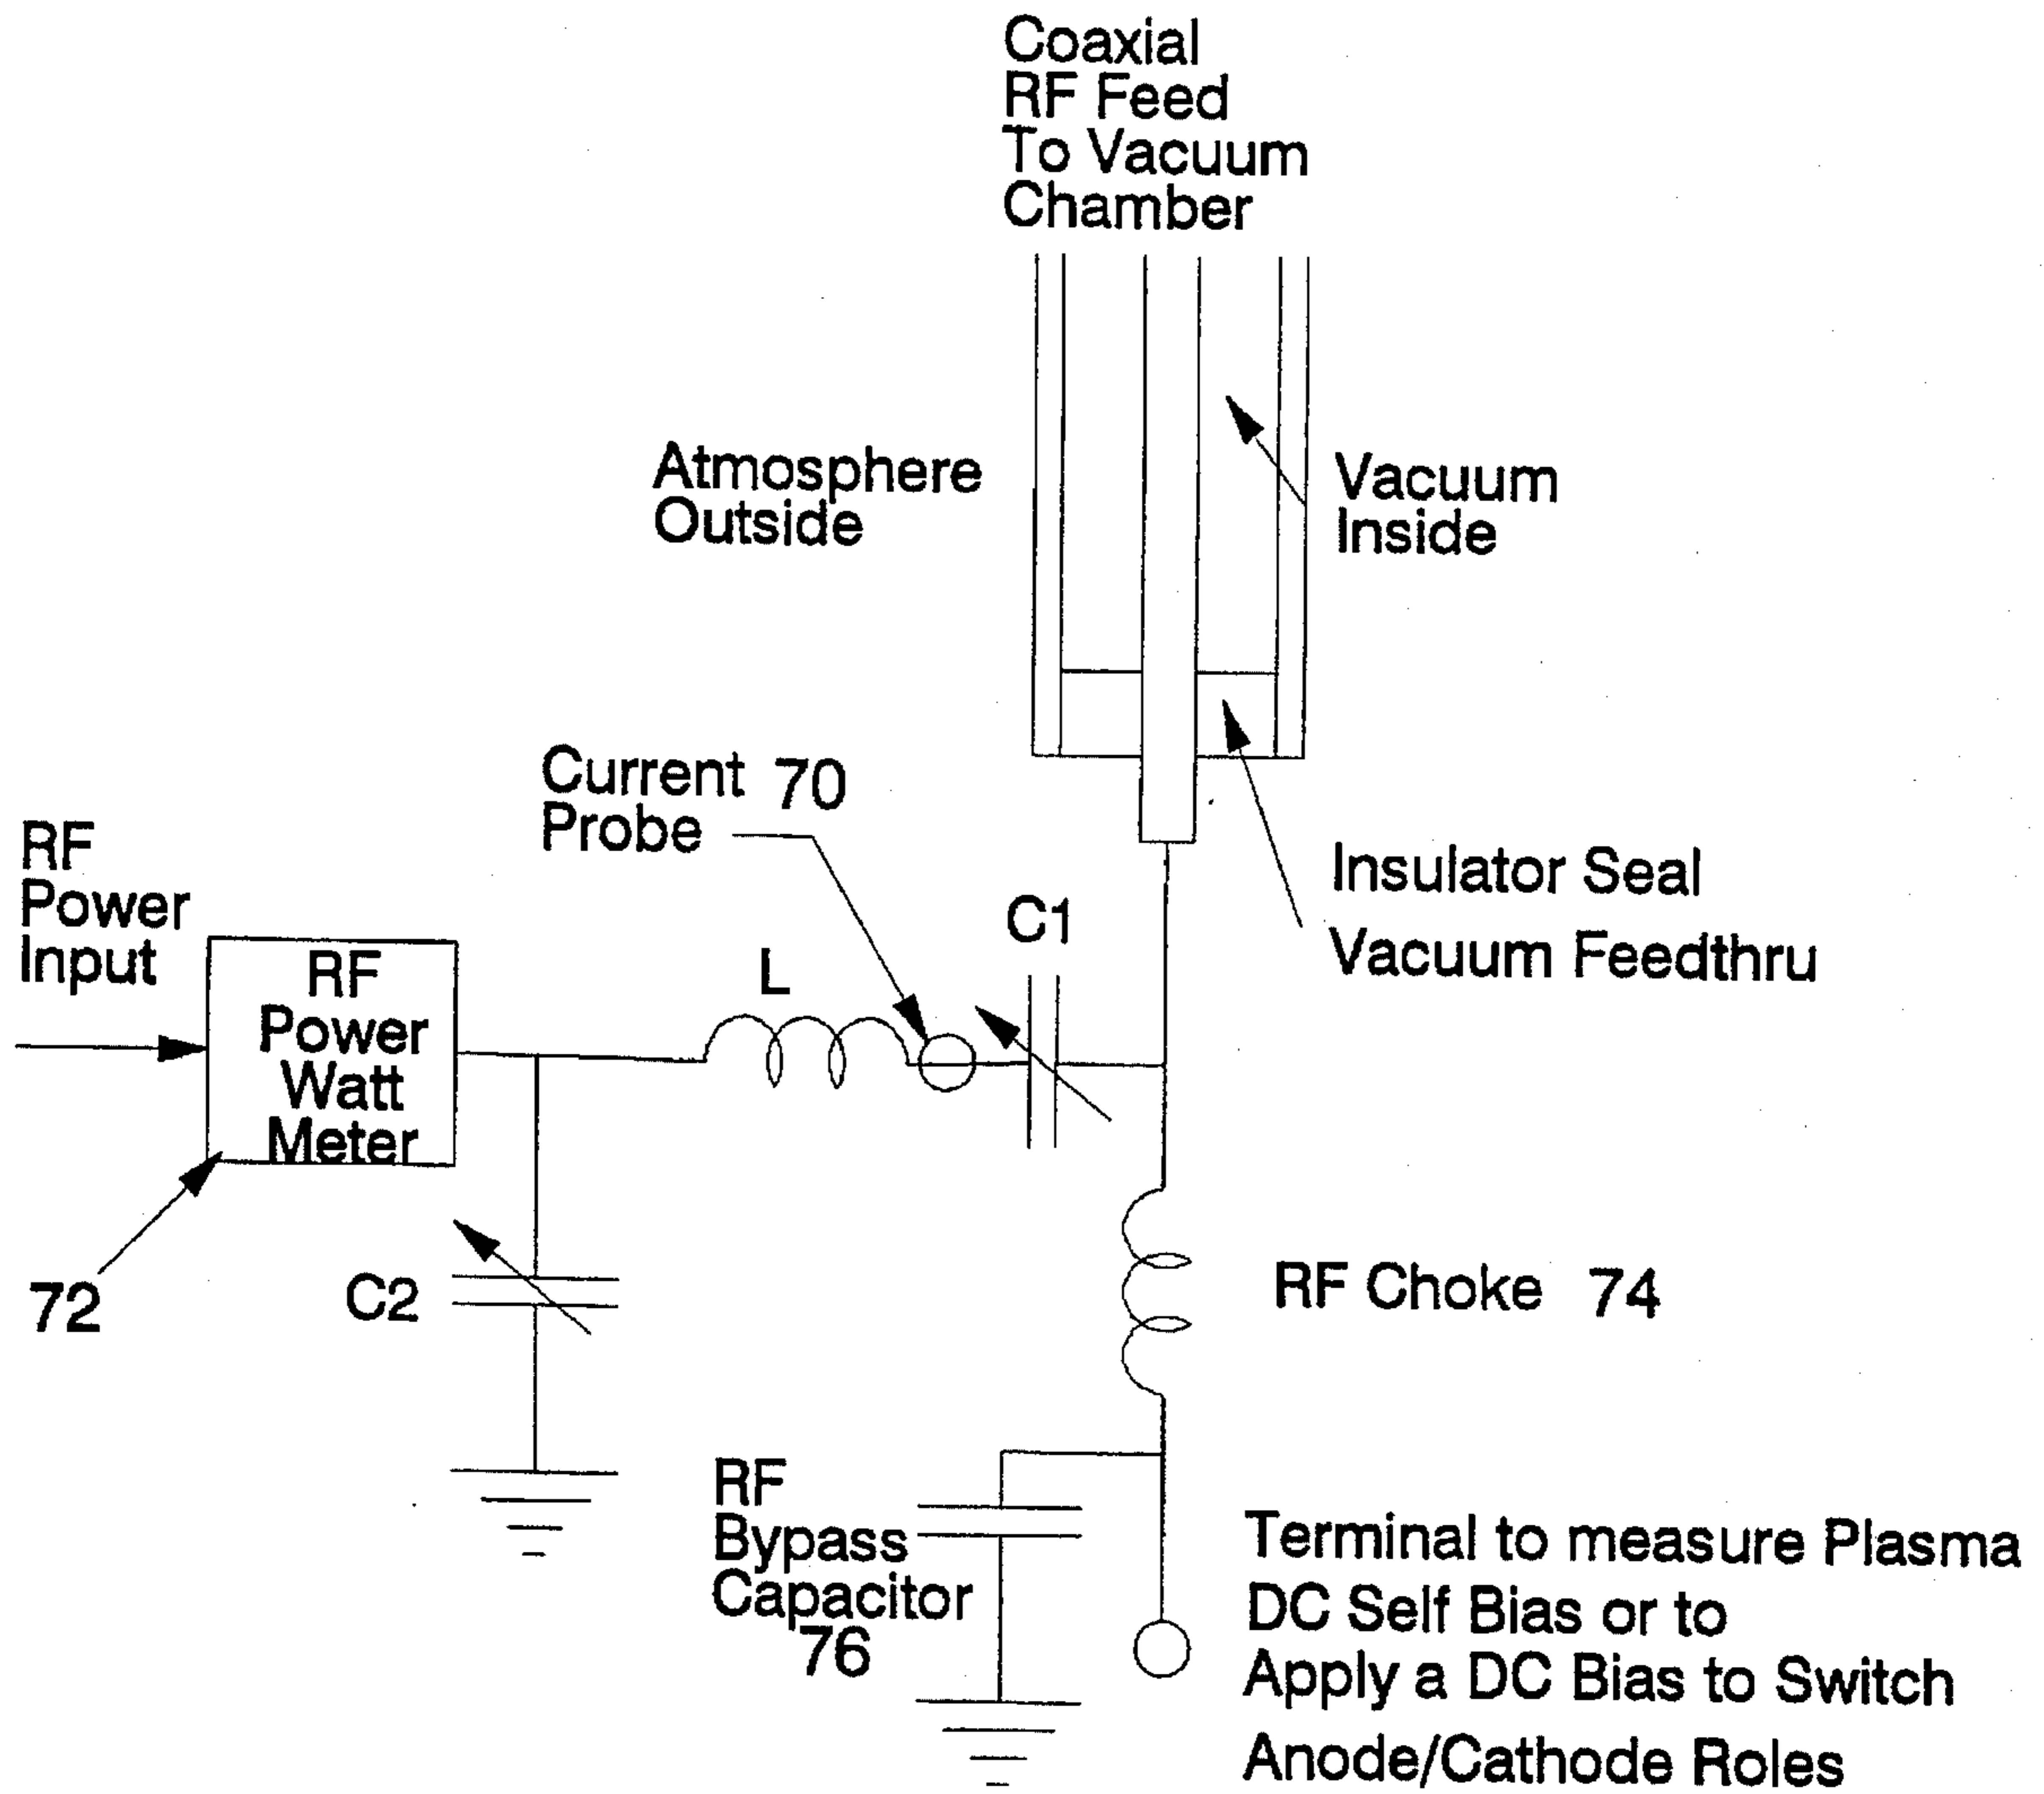 Coaxial
RF Feed
To Vacuum
Chamber
Atmosphere
Outside
Vacuum
Inside
Current 70
Probe
RF
Power
Input
RF
Power
Watt
Meter
72
L
C1
Insulator Seal
Vacuum Feedthru
C2
RF Choke 74
RF
Bypass
Capacitor
76
Terminal to measure Plasma
DC Self Bias or to
Apply a DC Bias to Switch
Anode/Cathode Roles